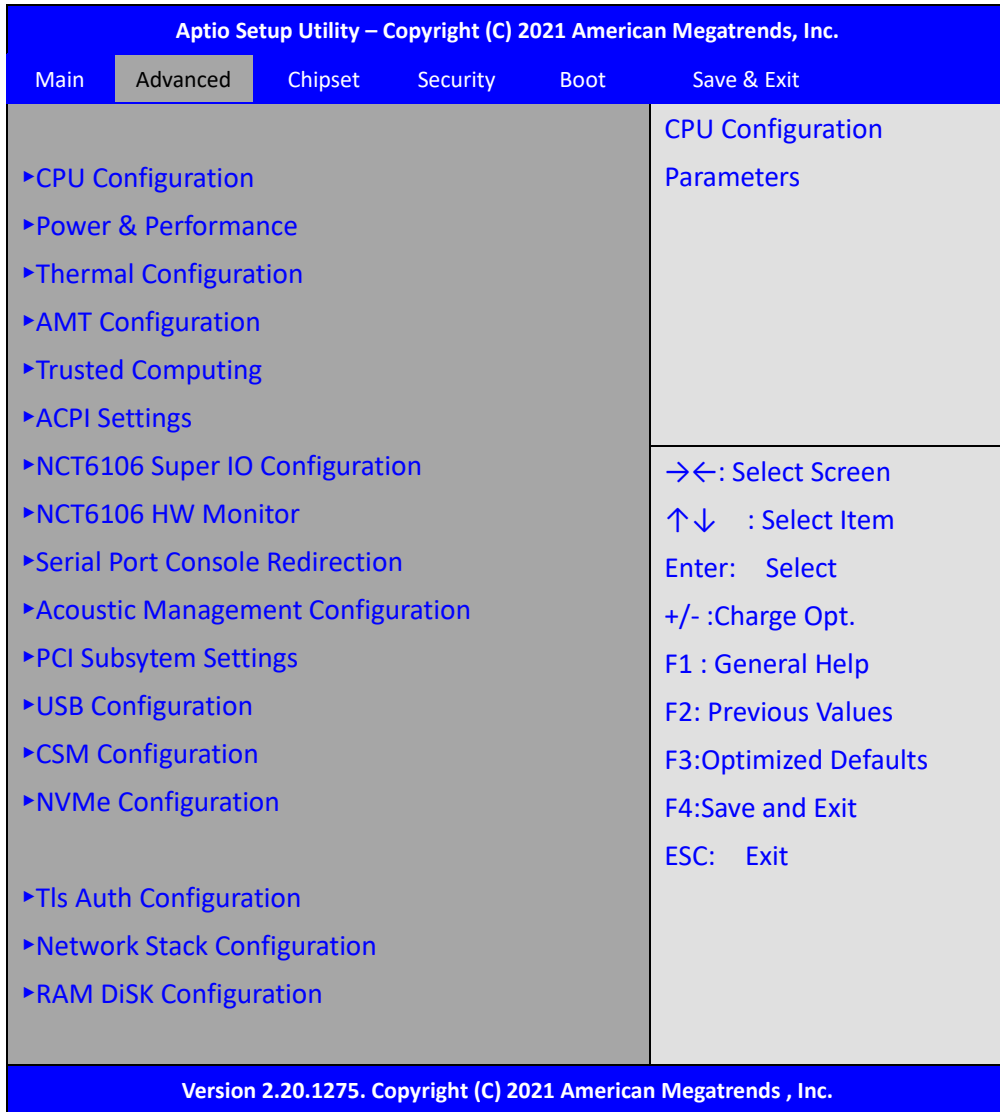 Aptio Setup Utility – Copyright (C) 2021 American Megatrends, Inc.
Main Advanced Chipset Security Boot Save & Exit
▸CPU Configuration
▸Power & Performance
▸Thermal Configuration
▸AMT Configuration
▸Trusted Computing
▸ACPI Settings
▸NCT6106 Super IO Configuration
▸NCT6106 HW Monitor
▸Serial Port Console Redirection
▸Acoustic Management Configuration
▸PCI Subsytem Settings
▸USB Configuration
▸CSM Configuration
▸NVMe Configuration
▸Tls Auth Configuration
▸Network Stack Configuration
▸RAM DiSK Configuration
CPU Configuration
Parameters
→←: Select Screen
↑↓ : Select Item
Enter: Select
+/- :Charge Opt.
F1 : General Help
F2: Previous Values
F3:Optimized Defaults
F4:Save and Exit
ESC: Exit
Version 2.20.1275. Copyright (C) 2021 American Megatrends , Inc.